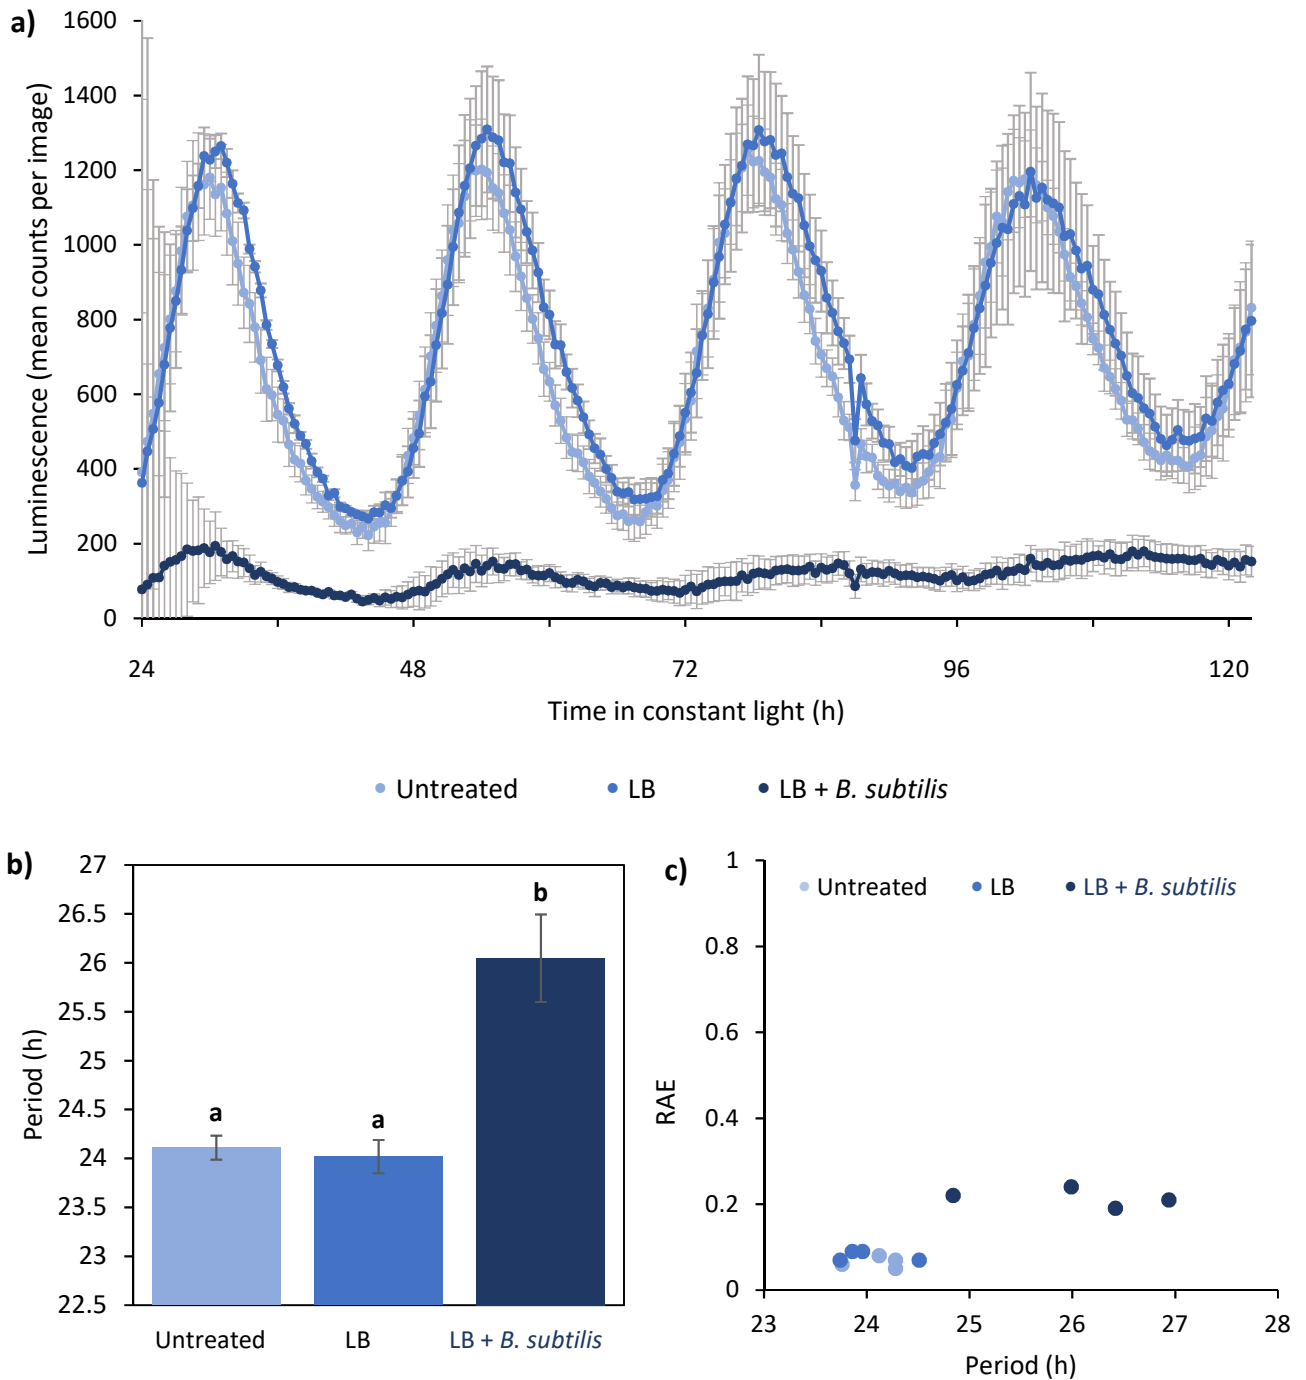 a)
Luminescence (mean counts per image)
1600
1400
1200
1000
800
600
400
200
0
24 48 72 96 120
Time in constant light (h)
Untreated LB LB + B. subtilis
b)
Period (h)
27
26.5
26
25.5
25
24.5
24
23.5
23
22.5
a a b
Untreated LB LB + B. subtilis
c)
Untreated LB LB + B. subtilis
RAE
1
0.8
0.6
0.4
0.2
0
23 24 25 26 27 28
Period (h)